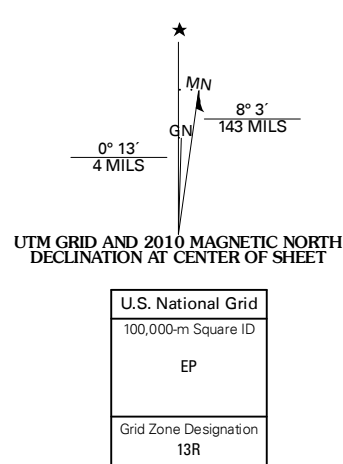 MN
8° 3´
143 MILS
GN
0° 13´
4 MILS
UTM GRID AND 2010 MAGNETIC NORTH
DECLINATION AT CENTER OF SHEET
U.S. National Grid
100,000-m Square ID
EP
Grid Zone Designation
13R